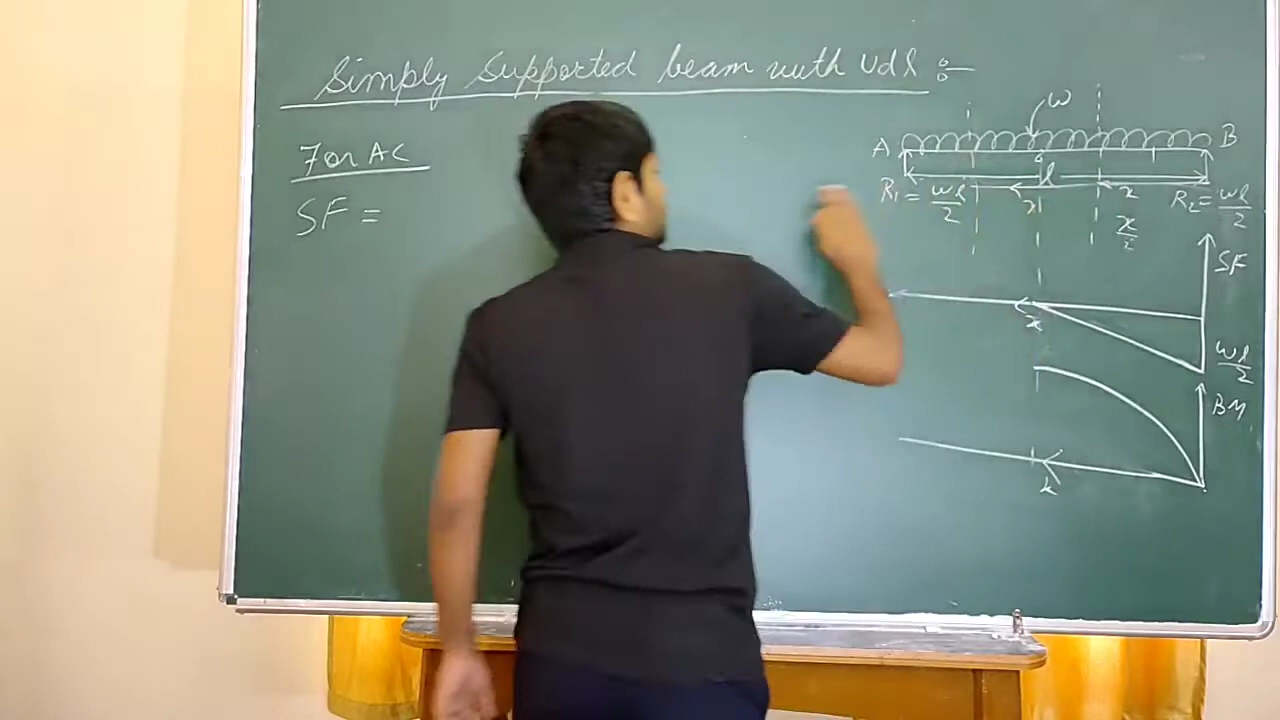 Simply Supported beam with Udl :-
For AC
SF =
w
A
B
l
R₁ = wl/2
x
x
R₂ = wl/2
x/2
SF
x
wl/2
BM
x